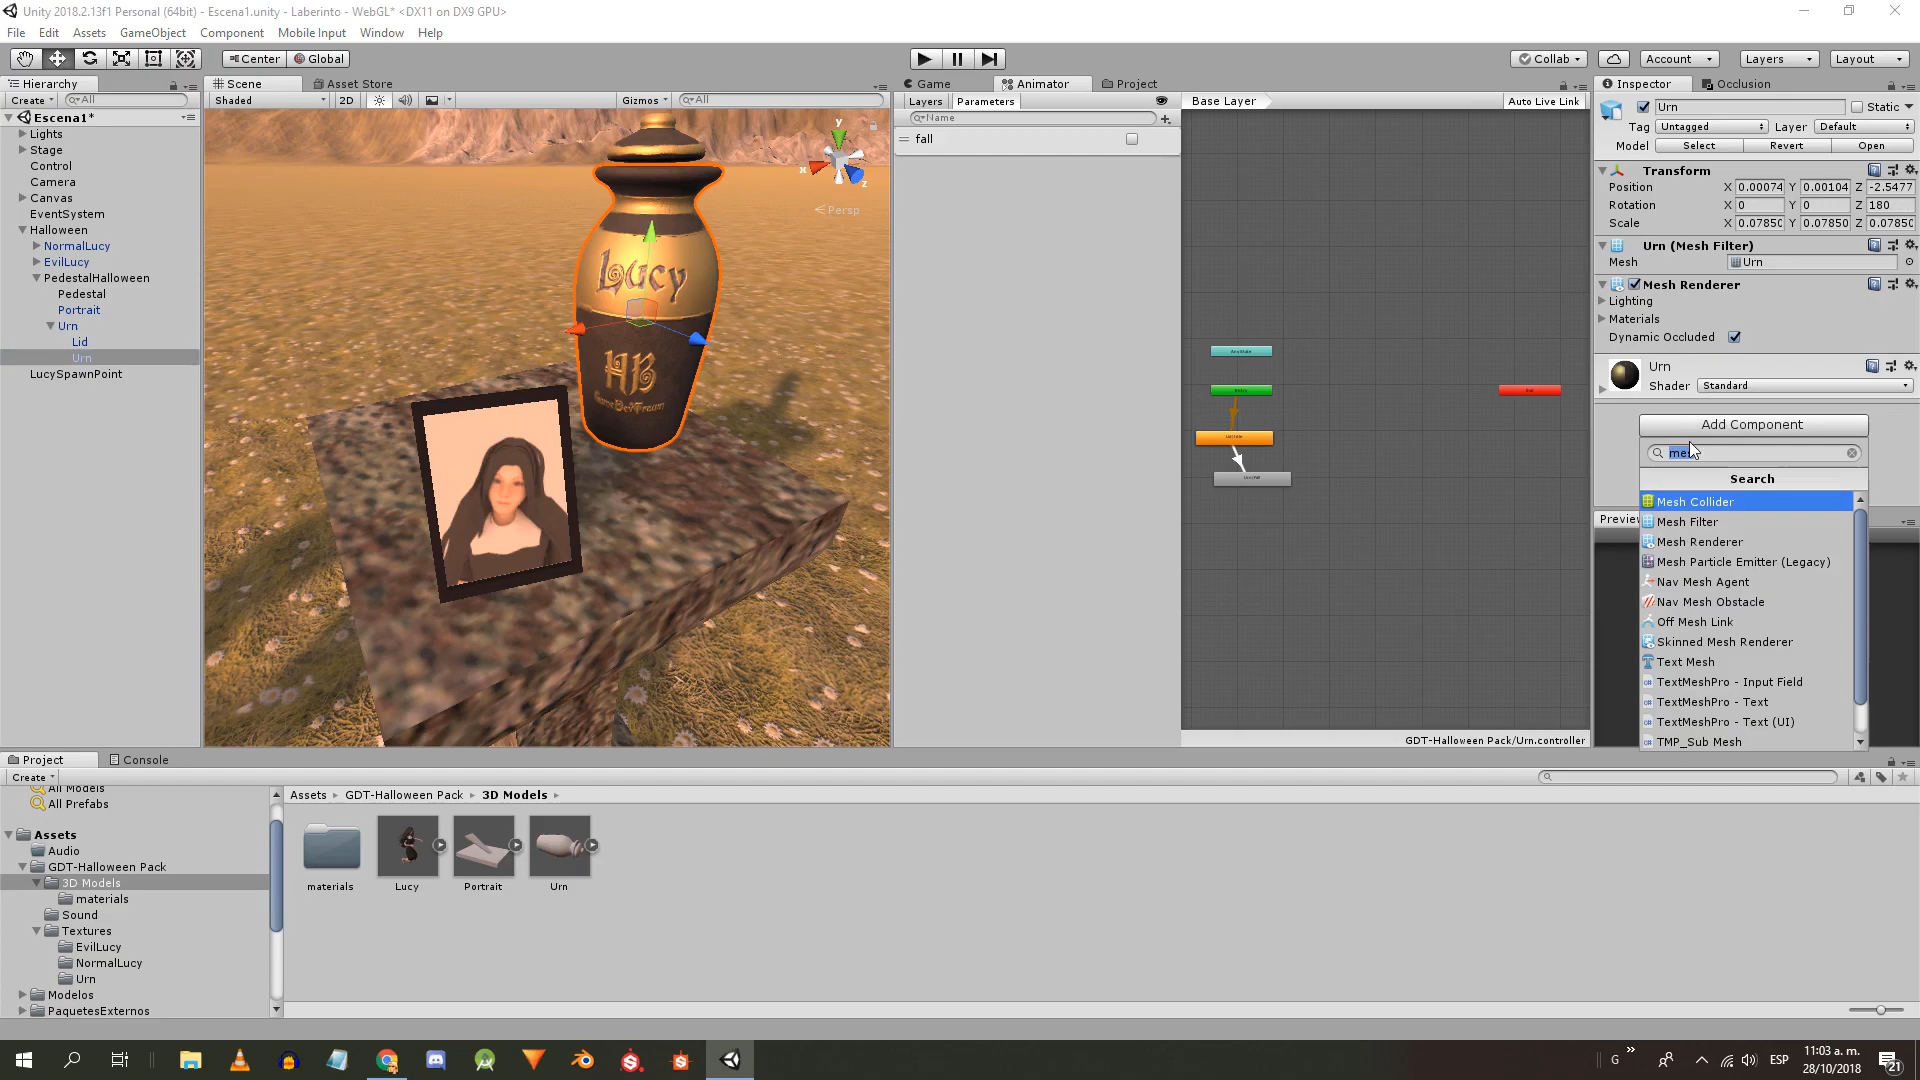 Unity 2018.2.13f1 Personal (64bit) - Escena1.unity - Laberinto - WebGL* <DX11 on DX9 GPU>
File Edit Assets GameObject Component Mobile Input Window Help
Center Global
Collab Account Layers Layout
Hierarchy
Create All
Escena1*
Lights
Stage
Control
Camera
Canvas
EventSystem
Halloween
NormalLucy
EvilLucy
PedestalHalloween
Pedestal
Portrait
Urn
Lid
Urn
LucySpawnPoint
Scene Asset Store
Shaded 2D Gizmos All
y
x
z
Persp
Lucy
HB
GameDevTraum
Game Animator Project
Layers Parameters
Name
fall
Base Layer Auto Live Link
GDT-Halloween Pack/Urn.controller
Inspector Occlusion
Urn Static
Tag Untagged Layer Default
Model Select Revert Open
Transform
Position X 0.00074 Y 0.00104 Z -2.5477
Rotation X 0 Y 0 Z 180
Scale X 0.0785 Y 0.0785 Z 0.0785
Urn (Mesh Filter)
Mesh Urn
Mesh Renderer
Lighting
Materials
Dynamic Occluded
Urn
Shader Standard
Add Component
Search
Mesh Collider
Mesh Filter
Mesh Renderer
Mesh Particle Emitter (Legacy)
Nav Mesh Agent
Nav Mesh Obstacle
Off Mesh Link
Skinned Mesh Renderer
Text Mesh
TextMeshPro - Input Field
TextMeshPro - Text
TextMeshPro - Text (UI)
TMP_Sub Mesh
Project Console
Create
All Models
All Prefabs
Assets
Audio
GDT-Halloween Pack
3D Models
materials
Sound
Textures
EvilLucy
NormalLucy
Urn
Modelos
PaquetesExternos
Assets GDT-Halloween Pack 3D Models
materials Lucy Portrait Urn
G ESP
11:03 a. m.
28/10/2018
21